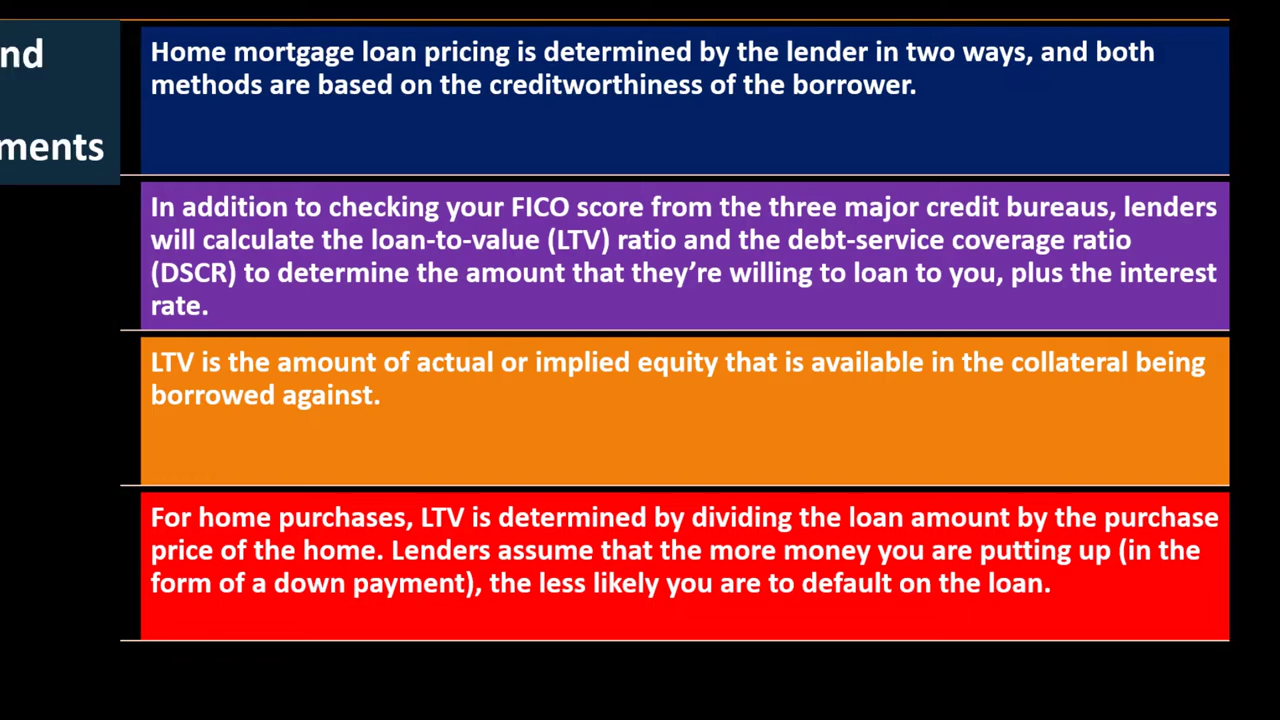 nd
ments
Home mortgage loan pricing is determined by the lender in two ways, and both
methods are based on the creditworthiness of the borrower.
In addition to checking your FICO score from the three major credit bureaus, lenders
will calculate the loan-to-value (LTV) ratio and the debt-service coverage ratio
(DSCR) to determine the amount that they’re willing to loan to you, plus the interest
rate.
LTV is the amount of actual or implied equity that is available in the collateral being
borrowed against.
For home purchases, LTV is determined by dividing the loan amount by the purchase
price of the home. Lenders assume that the more money you are putting up (in the
form of a down payment), the less likely you are to default on the loan.